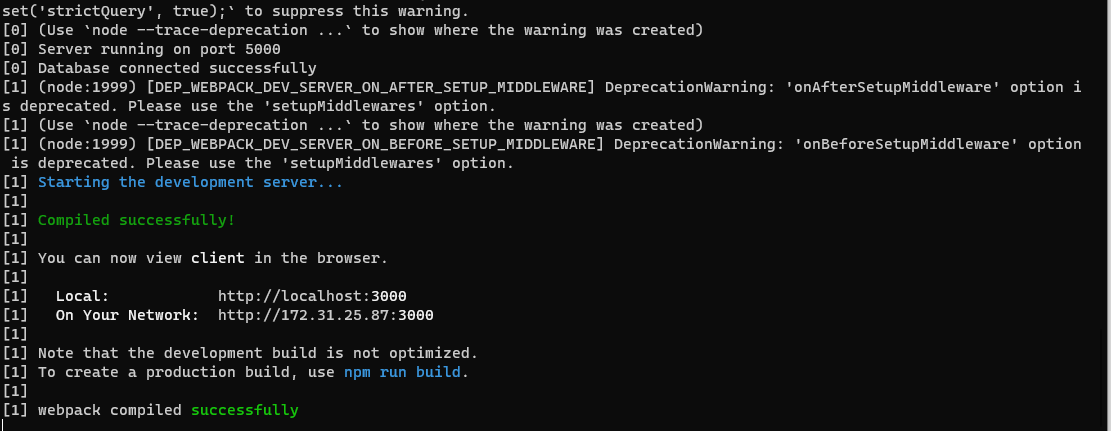 set('strictQuery', true);` to suppress this warning.
[0] (Use `node --trace-deprecation ...` to show where the warning was created)
[0] Server running on port 5000
[0] Database connected successfully
[1] (node:1999) [DEP_WEBPACK_DEV_SERVER_ON_AFTER_SETUP_MIDDLEWARE] DeprecationWarning: 'onAfterSetupMiddleware' option i
s deprecated. Please use the 'setupMiddlewares' option.
[1] (Use `node --trace-deprecation ...` to show where the warning was created)
[1] (node:1999) [DEP_WEBPACK_DEV_SERVER_ON_BEFORE_SETUP_MIDDLEWARE] DeprecationWarning: 'onBeforeSetupMiddleware' option
 is deprecated. Please use the 'setupMiddlewares' option.
[1] Starting the development server...
[1]
[1] Compiled successfully!
[1]
[1] You can now view client in the browser.
[1]
[1]   Local:            http://localhost:3000
[1]   On Your Network:  http://172.31.25.87:3000
[1]
[1] Note that the development build is not optimized.
[1] To create a production build, use npm run build.
[1]
[1] webpack compiled successfully